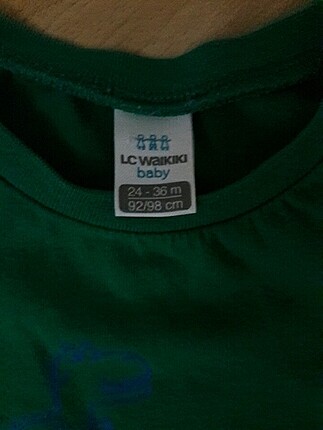 LC WAIKIKI
baby
24 - 36 m
92/98 cm